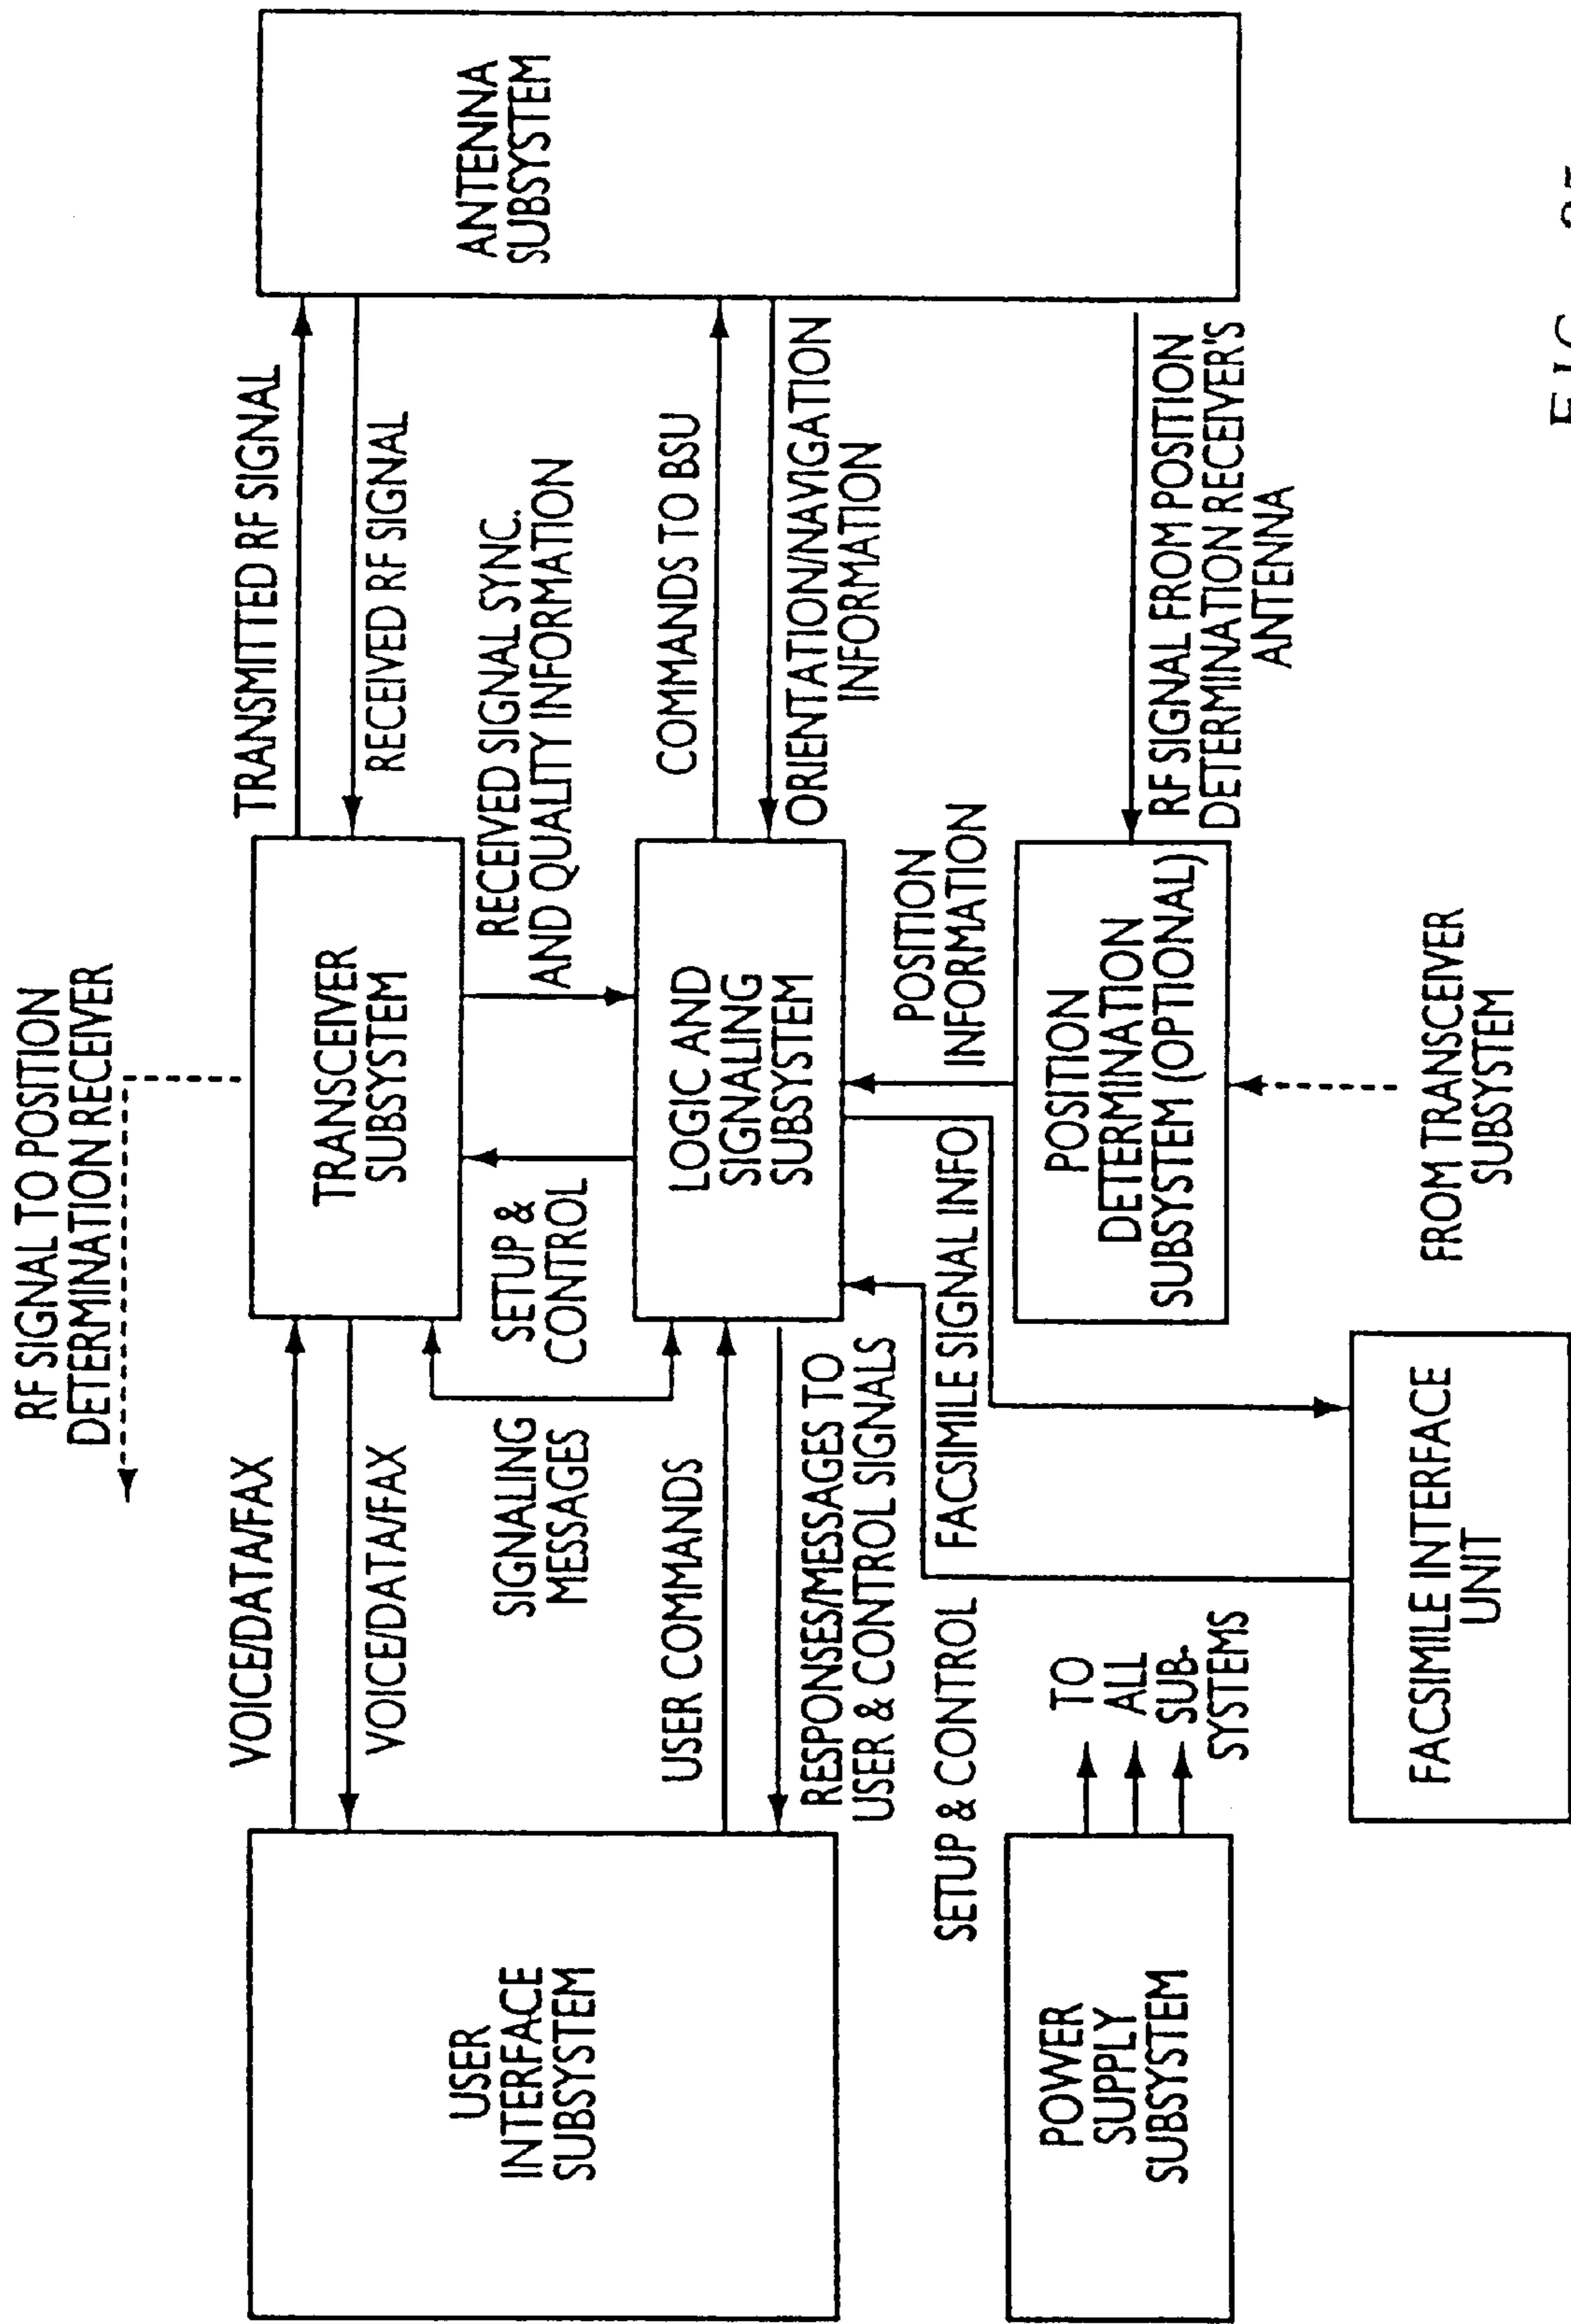 RF SIGNAL TO POSITION
DETERMINATION RECEIVER
VOICE/DATA/FAX
VOICE/DATA/FAX
TRANSMITTED RF SIGNAL
RECEIVED RF SIGNAL
USER
INTERFACE
SUBSYSTEM
TRANSCEIVER
SUBSYSTEM
ANTENNA
SUBSYSTEM
SIGNALING
MESSAGES
SETUP &
CONTROL
RECEIVED SIGNAL SYNC.
AND QUALITY INFORMATION
USER COMMANDS
RESPONSES/MESSAGES TO
USER & CONTROL SIGNALS
LOGIC AND
SIGNALING
SUBSYSTEM
COMMANDS TO BSU
ORIENTATION/NAVIGATION
INFORMATION
SETUP & CONTROL
FACSIMILE SIGNAL INFO
POSITION
INFORMATION
POWER
SUPPLY
SUBSYSTEM
TO
ALL
SUB-
SYSTEMS
POSITION
DETERMINATION
SUBSYSTEM (OPTIONAL)
RF SIGNAL FROM POSITION
DETERMINATION RECEIVER'S
ANTENNA
FACSIMILE INTERFACE
UNIT
FROM TRANSCEIVER
SUBSYSTEM
FIG.